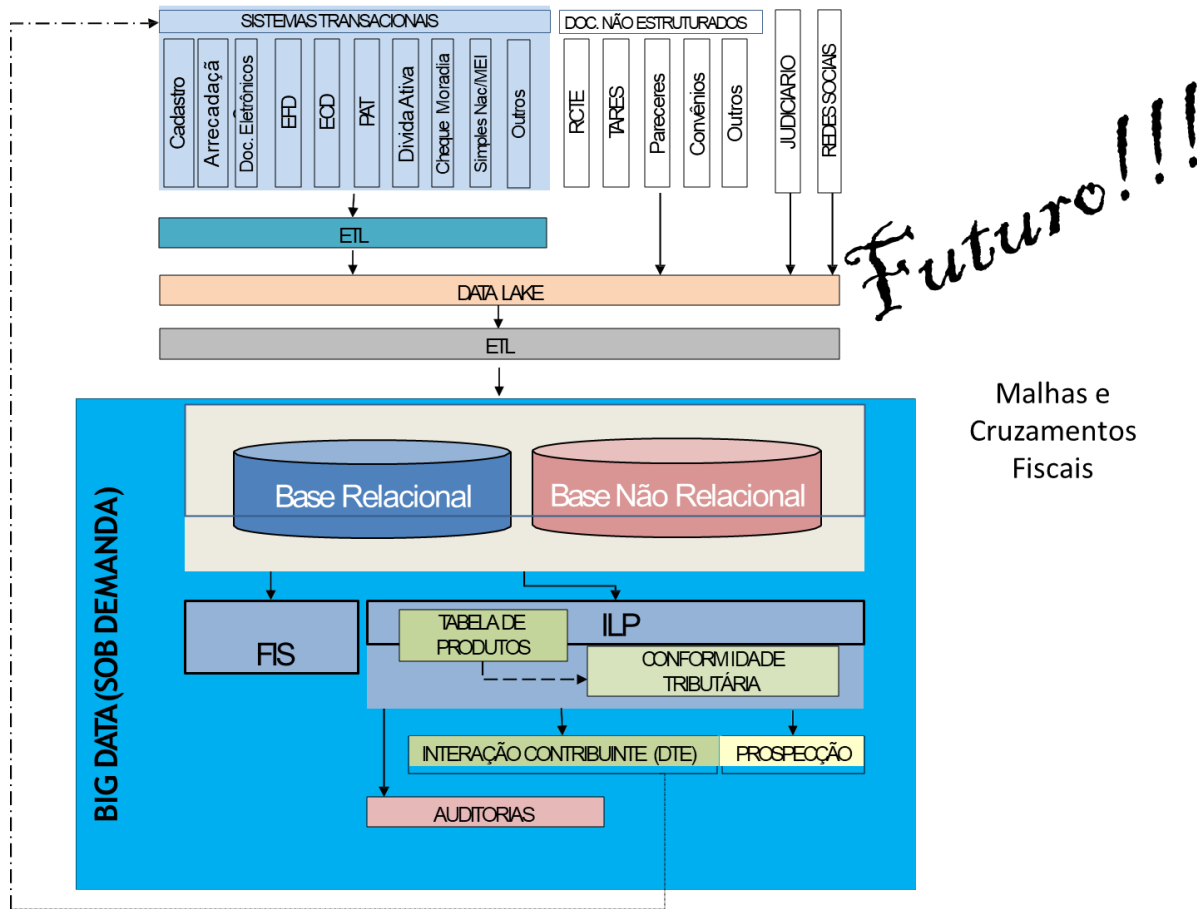 SISTEMAS TRANSACIONAIS
DOC. NÃO ESTRUTURADOS
Cadastro
Arrecadaçã
Doc. Eletrônicos
EFD
ECD
PAT
Divida Ativa
Cheque Moradia
Simples Nac/MEI
Outros
RCTE
TARES
Pareceres
Convênios
Outros
JUDICIARIO
REDES SOCIAIS
Futuro!!!
ETL
DATA LAKE
ETL
Malhas e
Cruzamentos
Fiscais
BIG DATA (SOB DEMANDA)
Base Relacional
Base Não Relacional
FIS
ILP
TABELA DE
PRODUTOS
CONFORMIDADE
TRIBUTÁRIA
INTERAÇÃO CONTRIBUINTE (DTE)
PROSPECÇÃO
AUDITORIAS